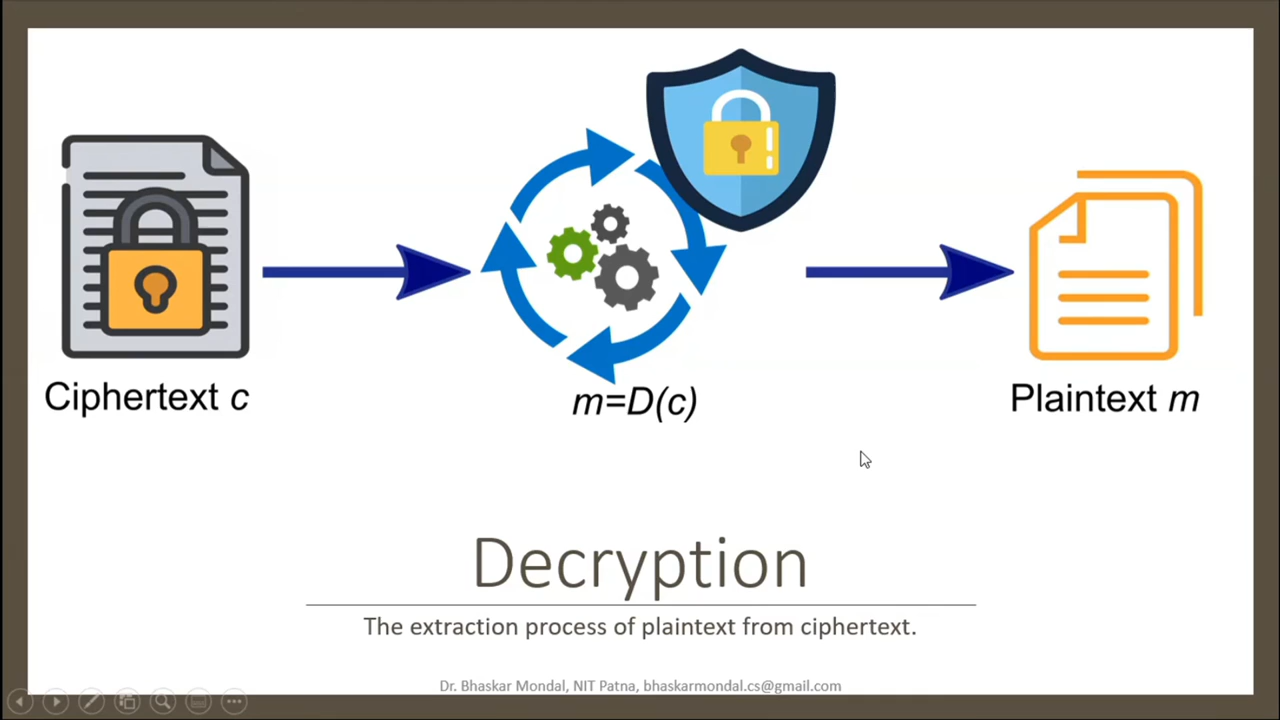 Ciphertext c
m=D(c)
Plaintext m
Decryption
The extraction process of plaintext from ciphertext.
Dr. Bhaskar Mondal, NIT Patna, bhaskarmondal.cs@gmail.com